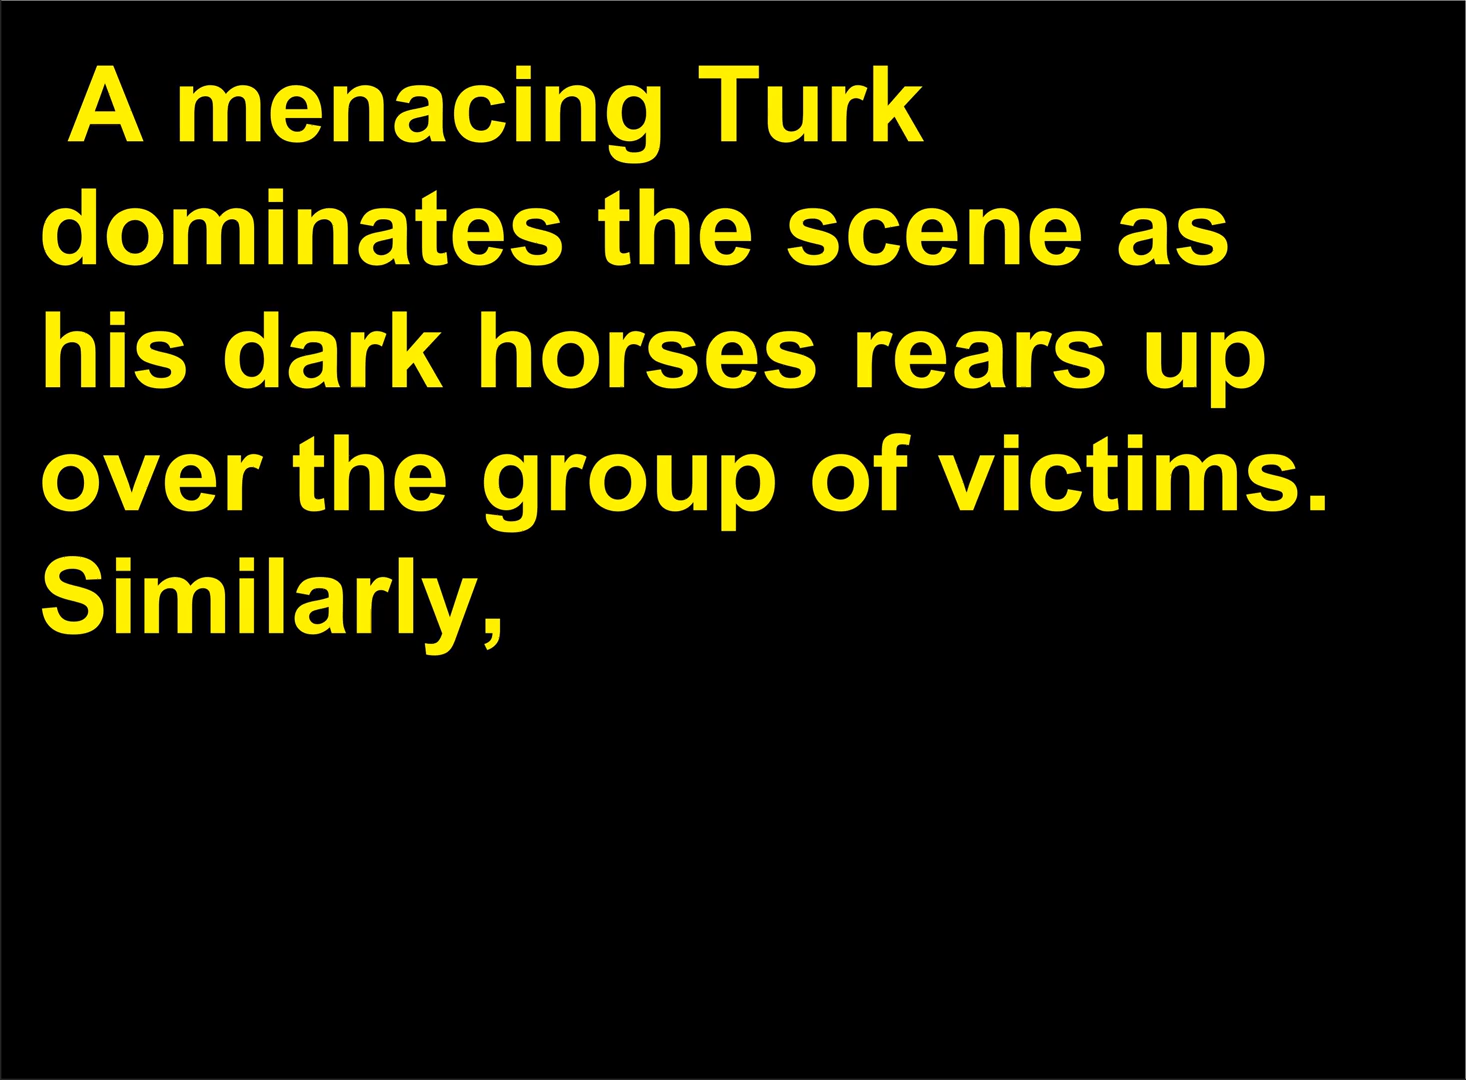 A menacing Turk
dominates the scene as
his dark horses rears up
over the group of victims.
Similarly,